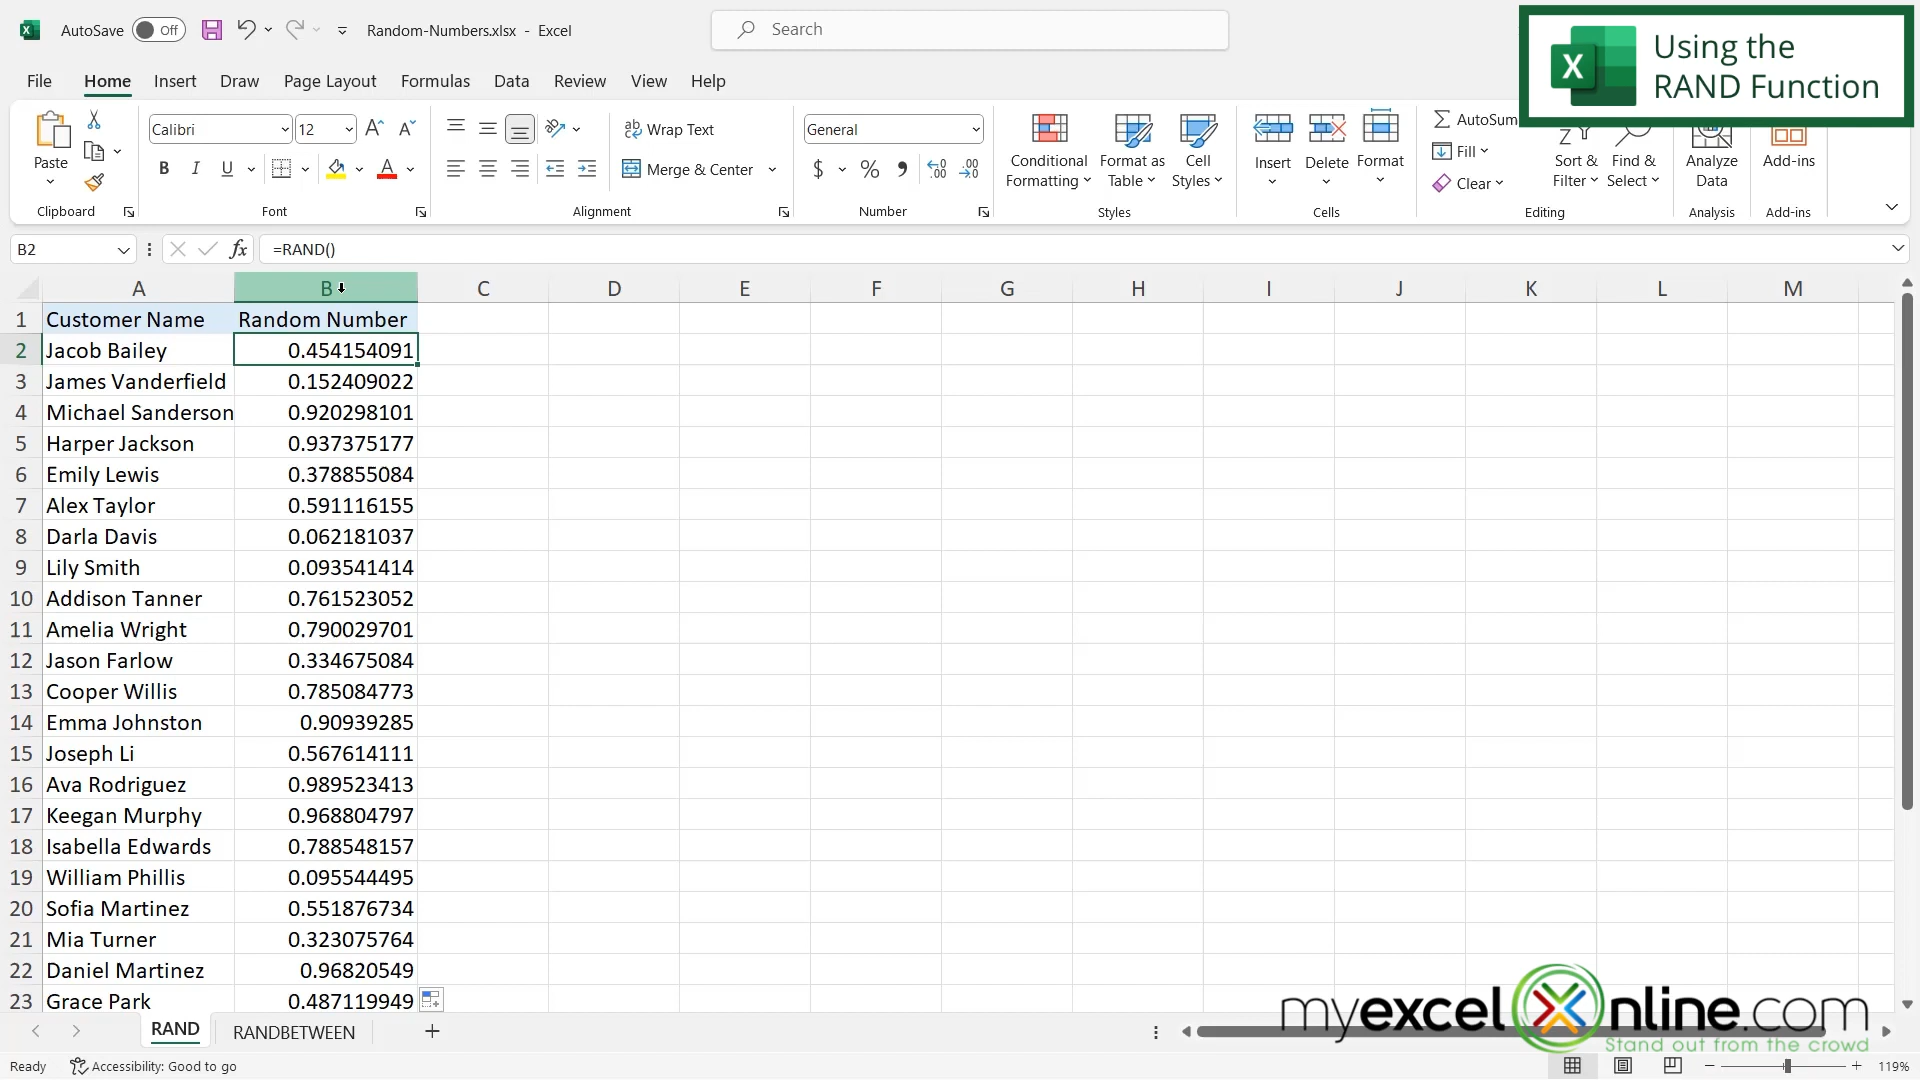 AutoSave Off Random-Numbers.xlsx - Excel Search
Using the
RAND Function
File Home Insert Draw Page Layout Formulas Data Review View Help
Paste
Clipboard
Calibri 12
B I U
Font
Wrap Text
Merge & Center
Alignment
General
$ % , .00 .00
Number
Conditional
Formatting
Format as
Table
Cell
Styles
Styles
Insert Delete Format
Cells
AutoSum
Fill
Clear
Sort &
Filter
Find &
Select
Editing
Analyze
Data
Analysis
Add-ins
Add-ins
B2 fx =RAND()
A B C D E F G H I J K L M
1 Customer Name Random Number
2 Jacob Bailey 0.454154091
3 James Vanderfield 0.152409022
4 Michael Sanderson 0.920298101
5 Harper Jackson 0.937375177
6 Emily Lewis 0.378855084
7 Alex Taylor 0.591116155
8 Darla Davis 0.062181037
9 Lily Smith 0.093541414
10 Addison Tanner 0.761523052
11 Amelia Wright 0.790029701
12 Jason Farlow 0.334675084
13 Cooper Willis 0.785084773
14 Emma Johnston 0.90939285
15 Joseph Li 0.567614111
16 Ava Rodriguez 0.989523413
17 Keegan Murphy 0.968804797
18 Isabella Edwards 0.788548157
19 William Phillis 0.095544495
20 Sofia Martinez 0.551876734
21 Mia Turner 0.323075764
22 Daniel Martinez 0.96820549
23 Grace Park 0.487119949
myexcelOnline.com
Stand out from the crowd
RAND RANDBETWEEN
Ready Accessibility: Good to go 119%